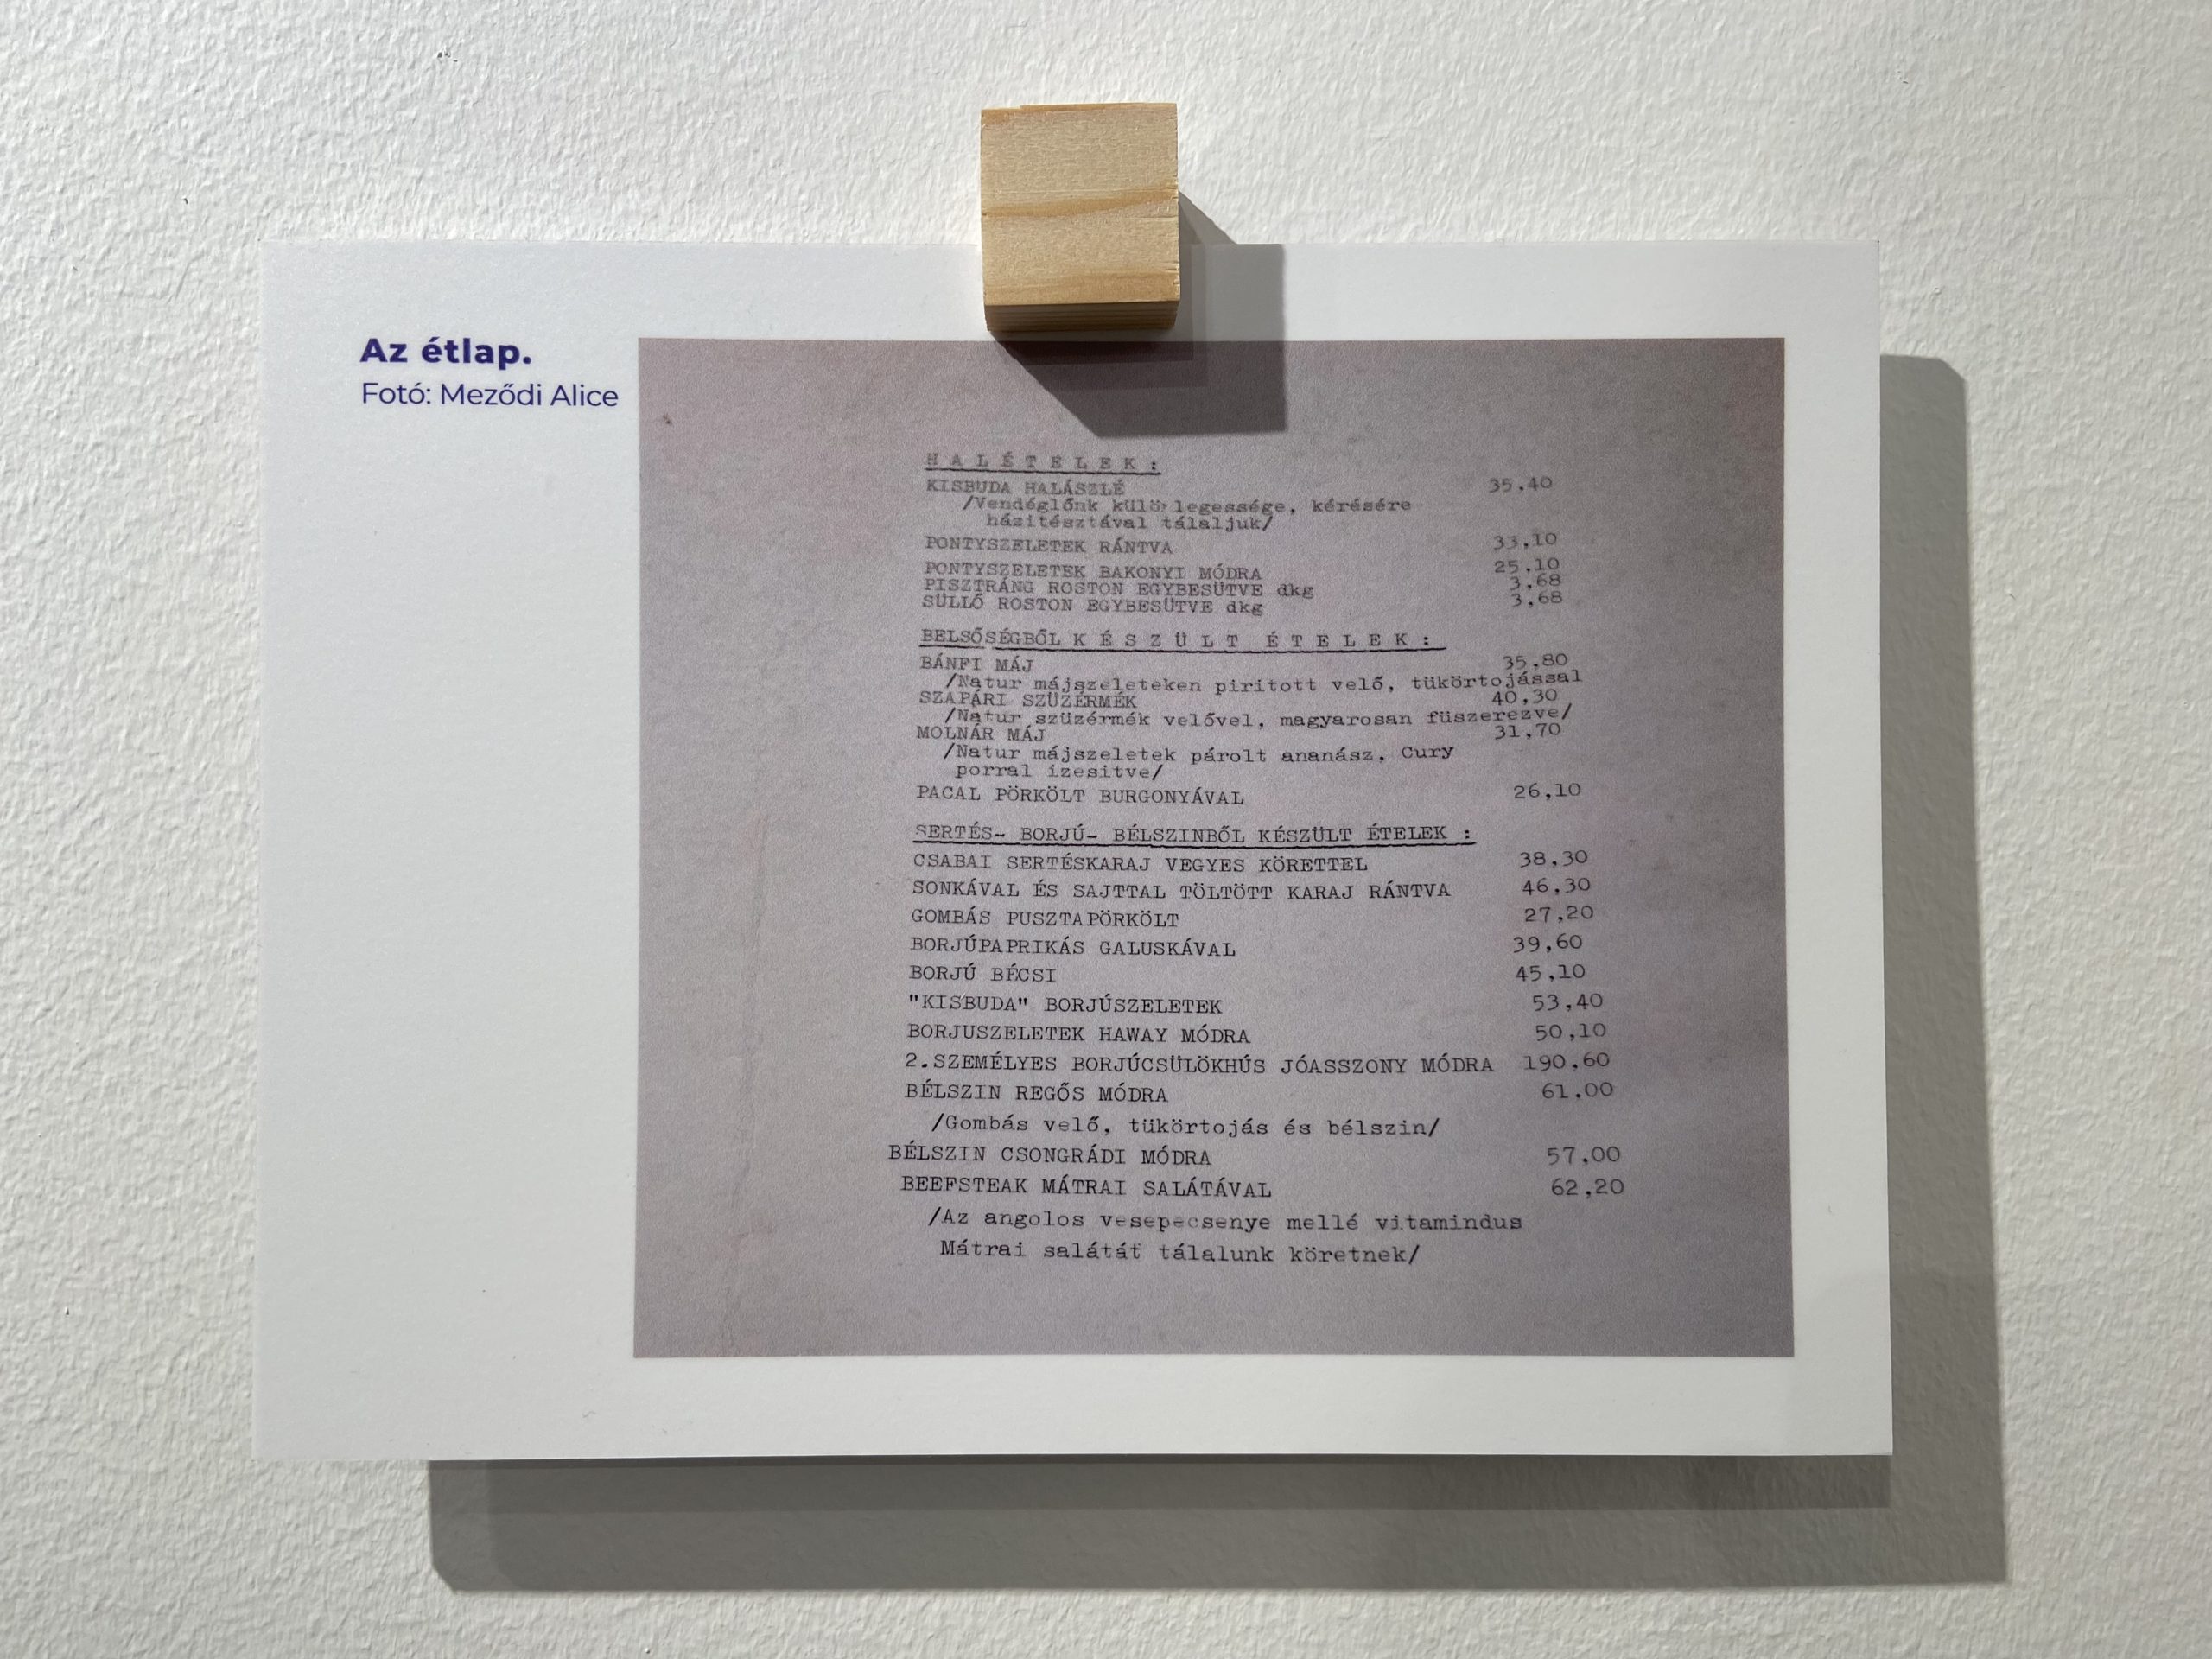 Az étlap.
Fotó: Meződi Alice
HALÉTELEK:
KISBUDA HALÁSZLÉ 35,40
/Vendéglőnk különlegessége, kérésére
házitésztával tálaljuk/
PONTYSZELETEK RÁNTVA 33,10
PONTYSZELETEK BAKONYI MÓDRA 25,10
PISZTRÁNG ROSTON EGYBESÜTVE dkg 3,68
SÜLLŐ ROSTON EGYBESÜTVE dkg 3,68
BELSŐSÉGBŐL KÉSZÜLT ÉTELEK:
BÁNFI MÁJ 35,80
/Natur májszeleteken piritott velő, tükörtojással
SZAPÁRI SZÜZÉRMÉK 40,30
/Natur szüzérmék velővel, magyarosan füszerezve/
MOLNÁR MÁJ 31,70
/Natur májszeletek párolt ananász, Cury
porral izesitve/
PACAL PÖRKÖLT BURGONYÁVAL 26,10
SERTÉS- BORJÚ- BÉLSZINBŐL KÉSZÜLT ÉTELEK :
CSABAI SERTÉSKARAJ VEGYES KÖRETTEL 38,30
SONKÁVAL ÉS SAJTTAL TÖLTÖTT KARAJ RÁNTVA 46,30
GOMBÁS PUSZTAPÖRKÖLT 27,20
BORJÚPAPRIKÁS GALUSKÁVAL 39,60
BORJÚ BÉCSI 45,10
"KISBUDA" BORJÚSZELETEK 53,40
BORJUSZELETEK HAWAY MÓDRA 50,10
2.SZEMÉLYES BORJÚCSÜLÖKHÚS JÓASSZONY MÓDRA 190,60
BÉLSZIN REGŐS MÓDRA 61,00
/Gombás velő, tükörtojás és bélszin/
BÉLSZIN CSONGRÁDI MÓDRA 57,00
BEEFSTEAK MÁTRAI SALÁTÁVAL 62,20
/Az angolos vesepecsenye mellé vitamindus
Mátrai salátát tálalunk köretnek/